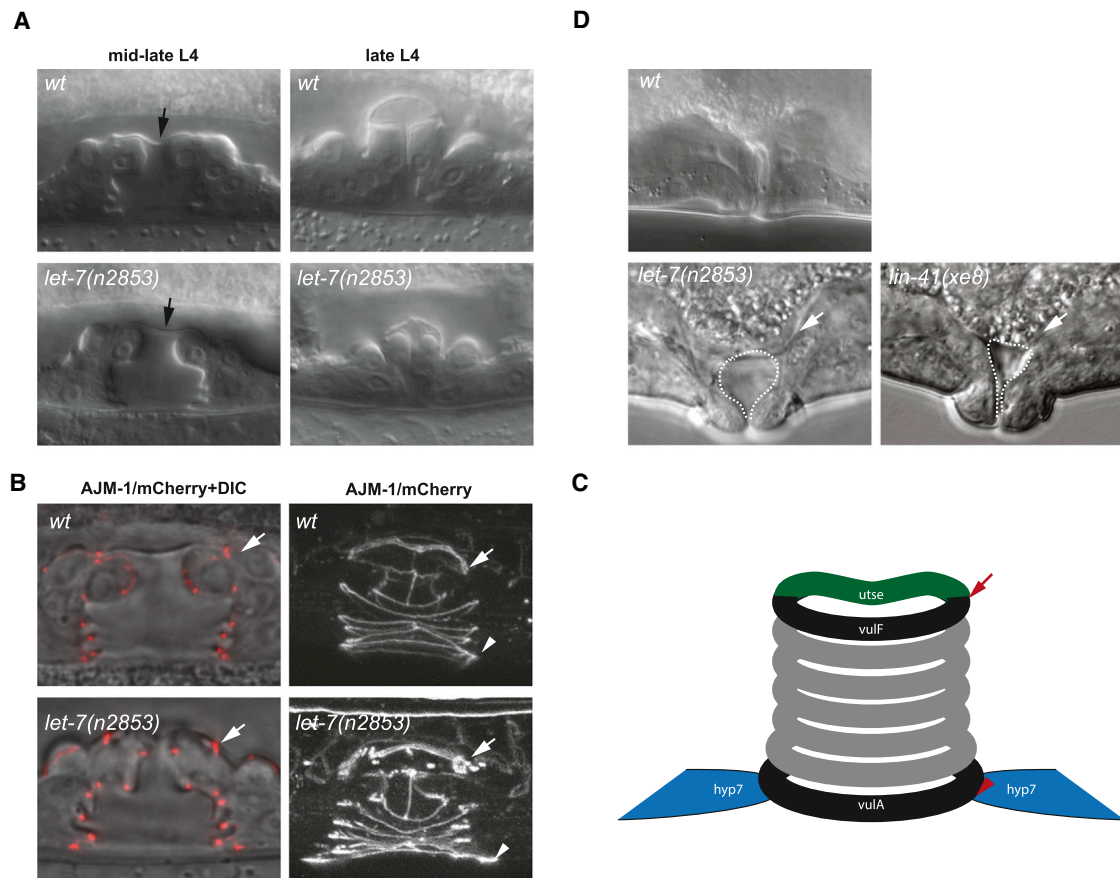 A
mid-late L4
late L4
wt
let-7(n2853)
let-7(n2853)
B
AJM-1/mCherry+DIC
AJM-1/mCherry
wt
let-7(n2853)
let-7(n2853)
D
wt
let-7(n2853)
lin-41(xe8)
C
utse
vulF
hyp7
hyp7
vulA